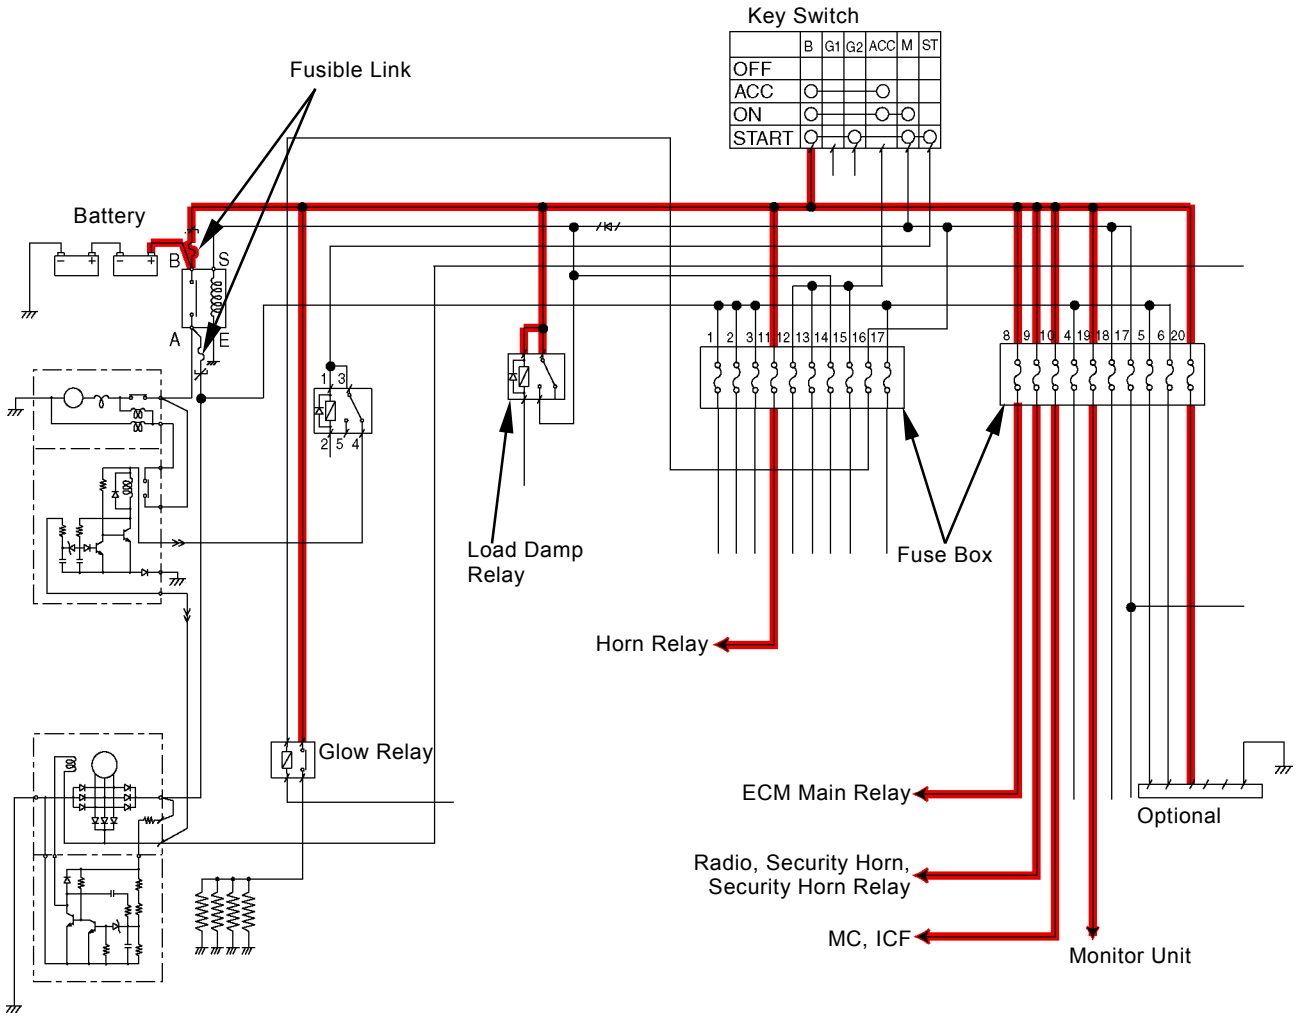 Key Switch
B G1 G2 ACC M ST
OFF
ACC
ON
START
Fusible Link
Battery
- + - +
B S
A E
1 3
2 5 4
1 2 3 11 12 13 14 15 16 17
8 9 10 4 19 18 17 5 6 20
Load Damp
Relay
Fuse Box
Horn Relay
Glow Relay
ECM Main Relay
Optional
Radio, Security Horn,
Security Horn Relay
MC, ICF
Monitor Unit